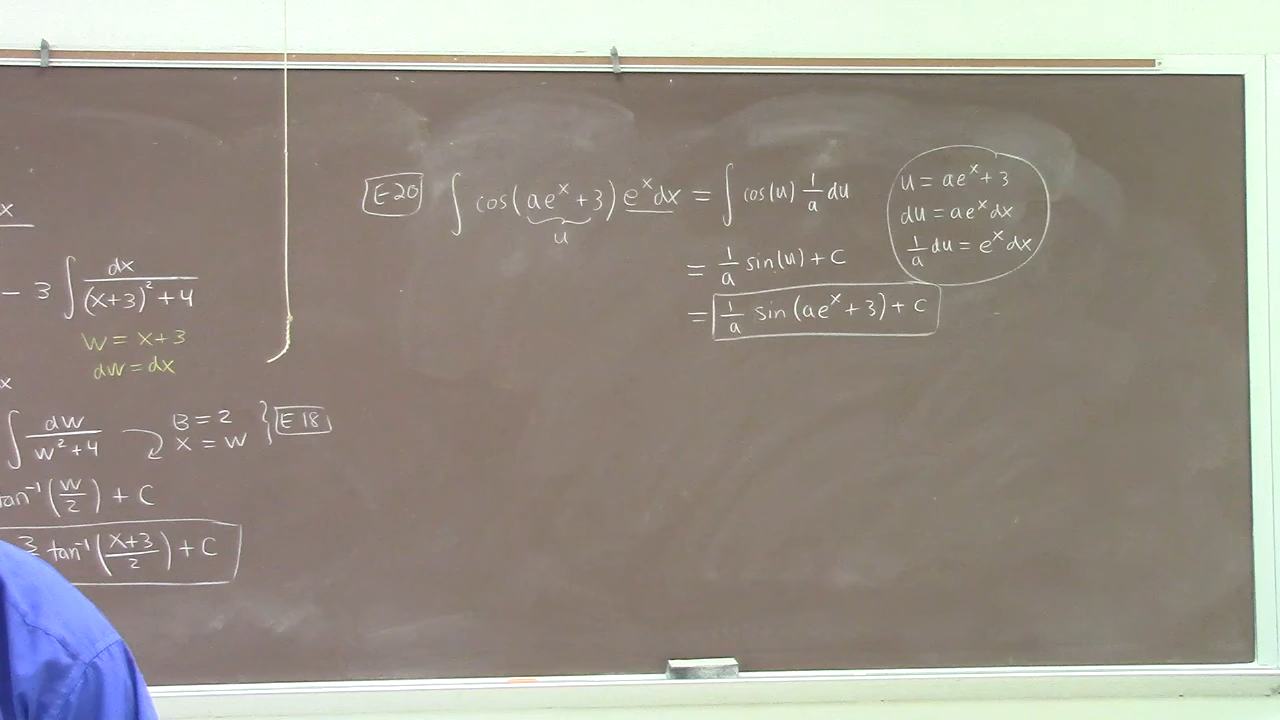 x
- 3 ∫ dx / ((x+3)² + 4)
w = x+3
dw = dx
dx
∫ dw / (w² + 4) B = 2
x = w } E18
tan⁻¹(w/2) + C
3/2 tan⁻¹((x+3)/2) + C
E20 ∫ cos(ae^x + 3) e^x dx = ∫ cos(u) 1/a du
u
= 1/a sin(u) + C
= 1/a sin(ae^x + 3) + C
u = ae^x + 3
du = ae^x dx
1/a du = e^x dx